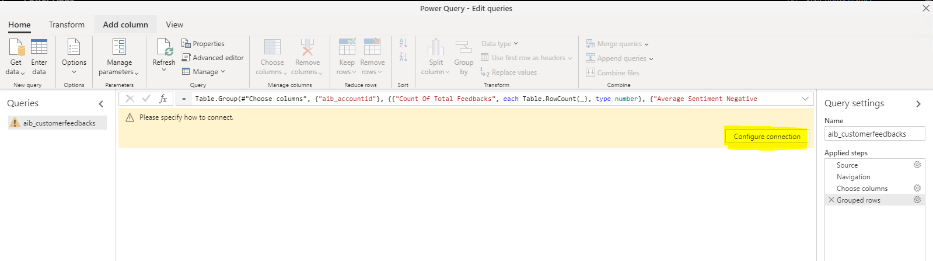 Power Query - Edit queries
Home Transform Add column View
Get data Enter data Options Manage parameters Refresh Properties Advanced editor Manage Choose columns Remove columns Keep rows Remove rows Split column Group by Data type Use first row as headers Replace values Merge queries Append queries Combine files
New query Options Parameters Query Manage columns Reduce rows Sort Transform Combine
Queries
aib_customerfeedbacks
fx = Table.Group(#"Choose columns", {"aib_accountid"}, {{"Count Of Total Feedbacks", each Table.RowCount(_), type number}, {"Average Sentiment Negative
Please specify how to connect.
Configure connection
Query settings
Name
aib_customerfeedbacks
Applied steps
Source
Navigation
Choose columns
Grouped rows